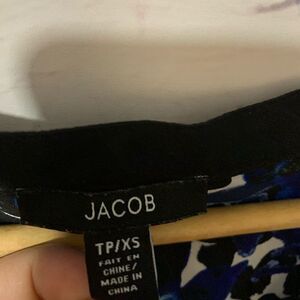 JACOB
TP/XS
FAIT EN
CHINE/
MADE IN
CHINA